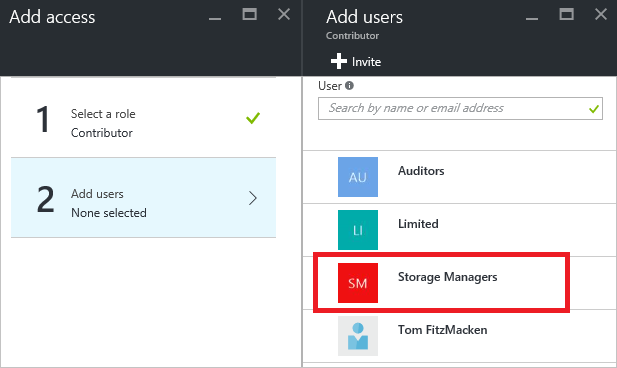 Add access
1
Select a role
Contributor
2
Add users
None selected
Add users
Contributor
Invite
User
Search by name or email address
AU
Auditors
LI
Limited
SM
Storage Managers
Tom FitzMacken